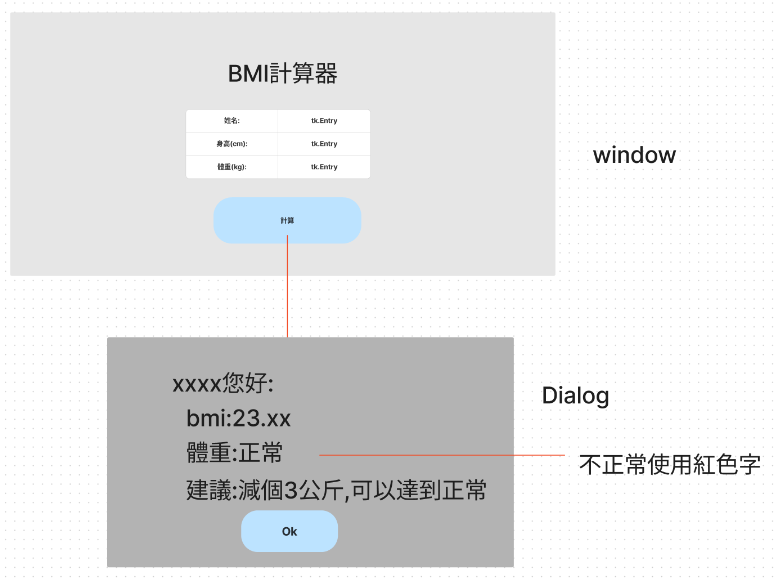 BMI計算器
姓名: tk.Entry
身高(cm): tk.Entry
體重(kg): tk.Entry
window
計算
xxxx您好:
Dialog
bmi:23.xx
體重:正常
不正常使用紅色字
建議:減個3公斤,可以達到正常
Ok